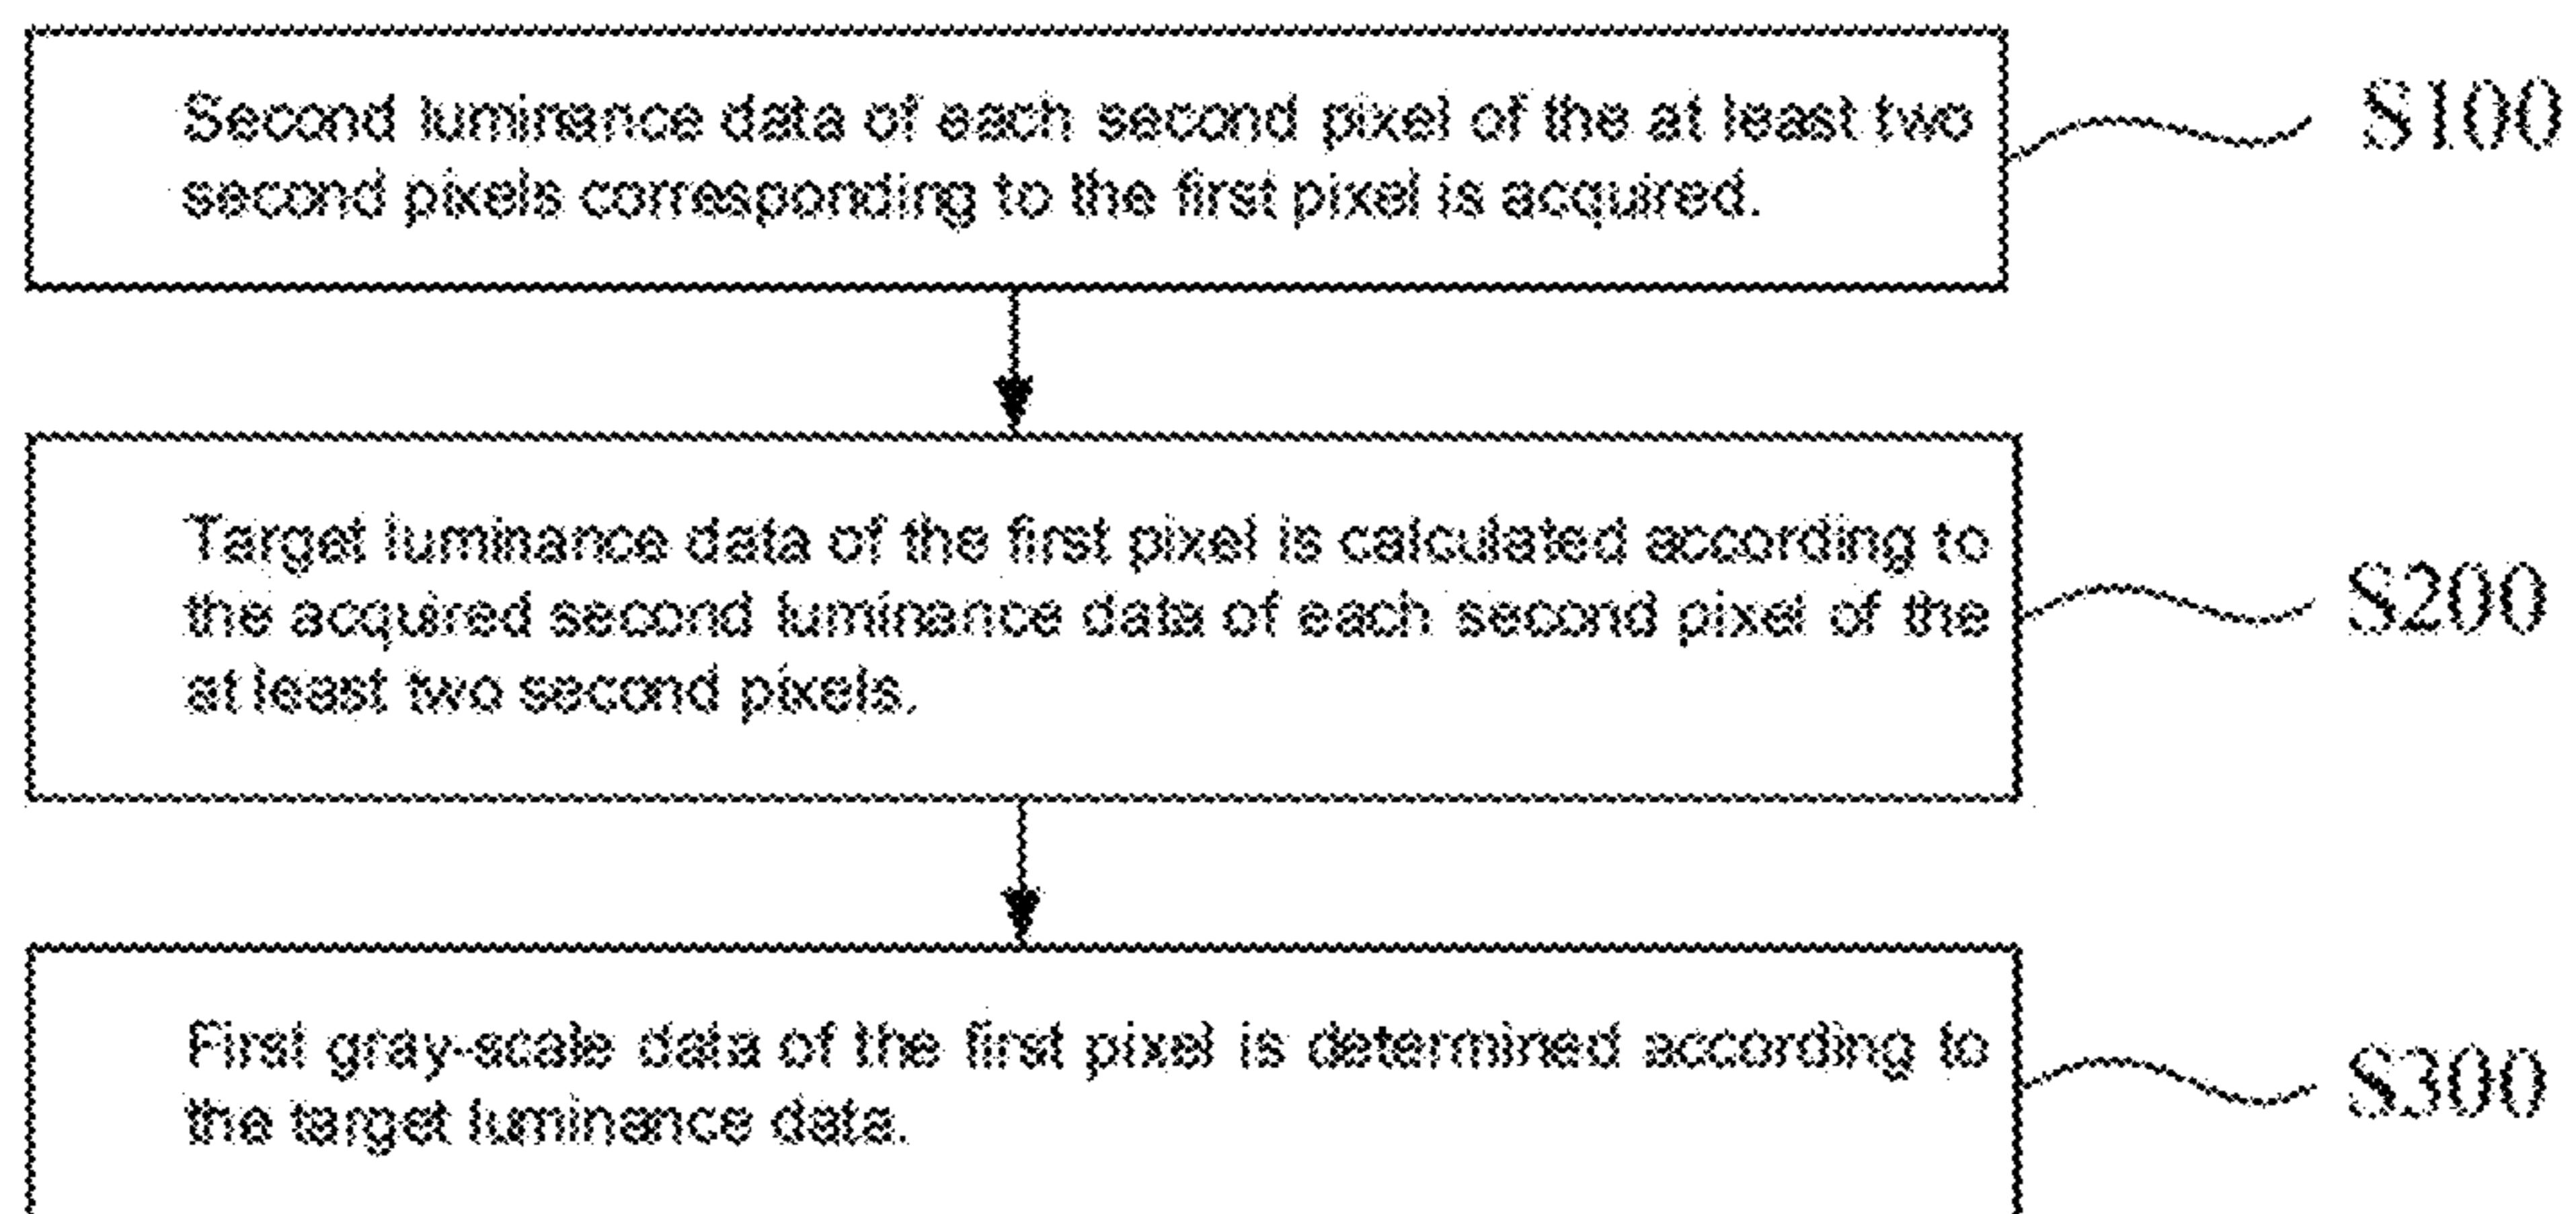 Second luminance data of each second pixel of the at least two
second pixels corresponding to the first pixel is acquired.
S100
Target luminance data of the first pixel is calculated according to
the acquired second luminance data of each second pixel of the
at least two second pixels.
S200
First gray-scale data of the first pixel is determined according to
the target luminance data.
S300